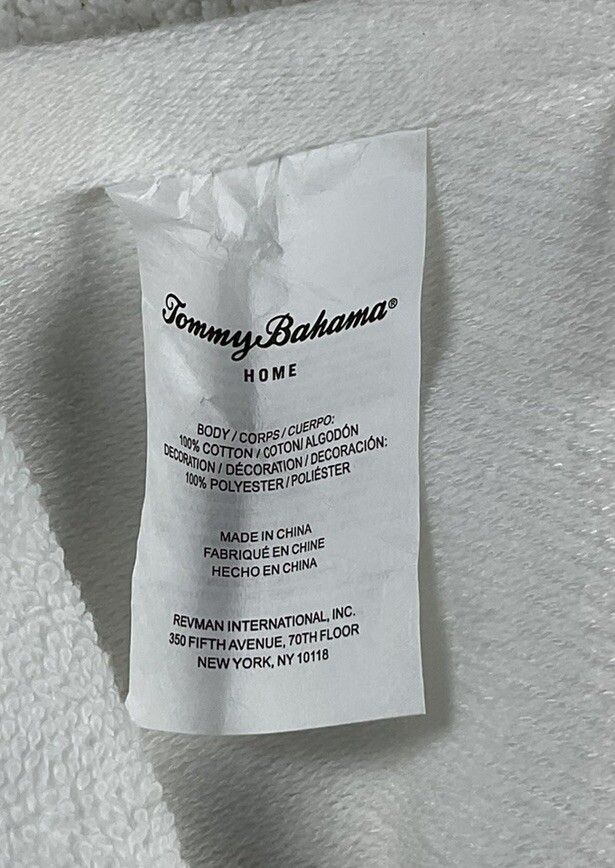 Tommy Bahama®
HOME
BODY / CORPS / CUERPO:
100% COTTON / COTON/ ALGODÓN
DECORATION / DÉCORATION / DECORACIÓN:
100% POLYESTER / POLIÉSTER
MADE IN CHINA
FABRIQUÉ EN CHINE
HECHO EN CHINA
REVMAN INTERNATIONAL, INC.
350 FIFTH AVENUE, 70TH FLOOR
NEW YORK, NY 10118